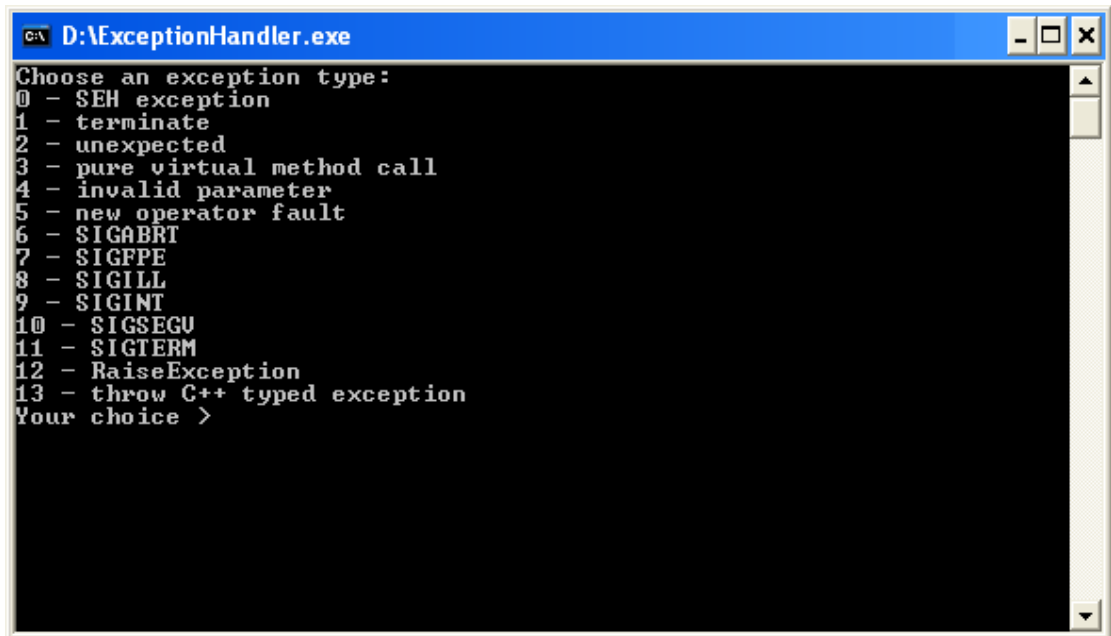 D:\ExceptionHandler.exe
Choose an exception type:
0 - SEH exception
1 - terminate
2 - unexpected
3 - pure virtual method call
4 - invalid parameter
5 - new operator fault
6 - SIGABRT
7 - SIGFPE
8 - SIGILL
9 - SIGINT
10 - SIGSEGV
11 - SIGTERM
12 - RaiseException
13 - throw C++ typed exception
Your choice >